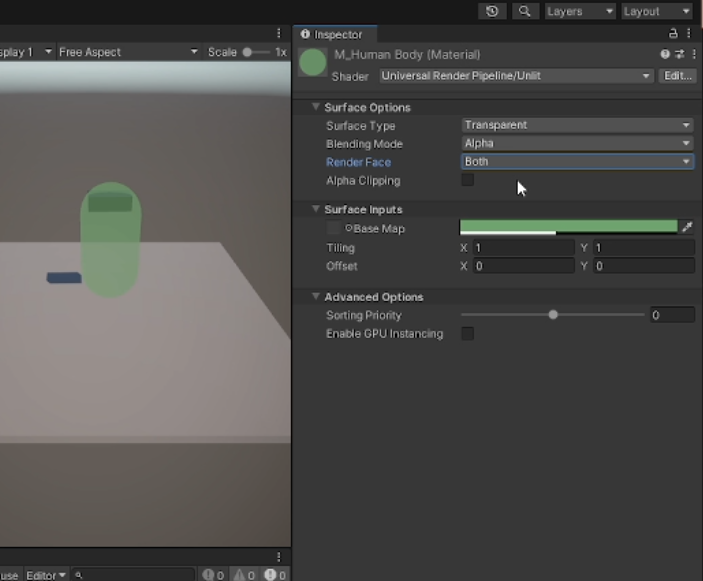 Layers Layout
Inspector
splay 1 Free Aspect Scale 1x
M_Human Body (Material)
Shader Universal Render Pipeline/Unlit Edit...
Surface Options
Surface Type Transparent
Blending Mode Alpha
Render Face Both
Alpha Clipping
Surface Inputs
Base Map
Tiling X 1 Y 1
Offset X 0 Y 0
Advanced Options
Sorting Priority 0
Enable GPU Instancing
use Editor 0 0 0